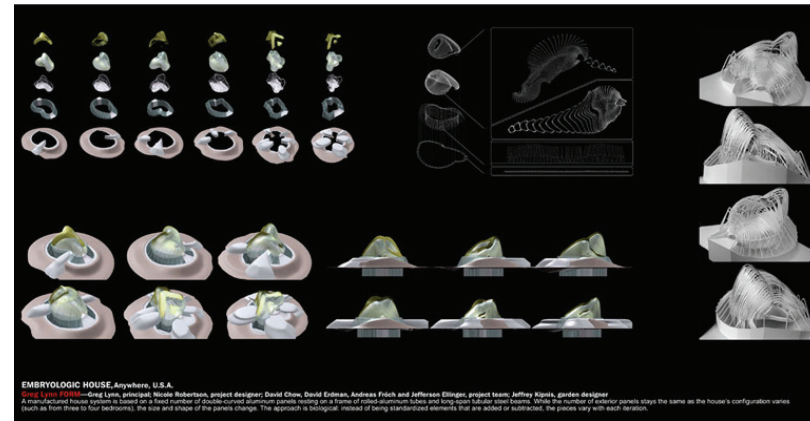 EMBRYOLOGIC HOUSE, Anywhere, U.S.A.
Greg Lynn FORM—Greg Lynn, principal; Nicole Robertson, project designer; David Chow, David Erdman, Andreas Fröch and Jefferson Ellinger, project team; Jeffrey Kipnis, garden designer
A manufactured house system is based on a fixed number of double-curved aluminum panels resting on a frame of rolled-aluminum tubes and long-span tubular steel beams. While the number of exterior panels stays the same as the house's configuration varies
(such as from three to four bedrooms), the size and shape of the panels change. The approach is biological: instead of being standardized elements that are added or subtracted, the pieces vary with each iteration.